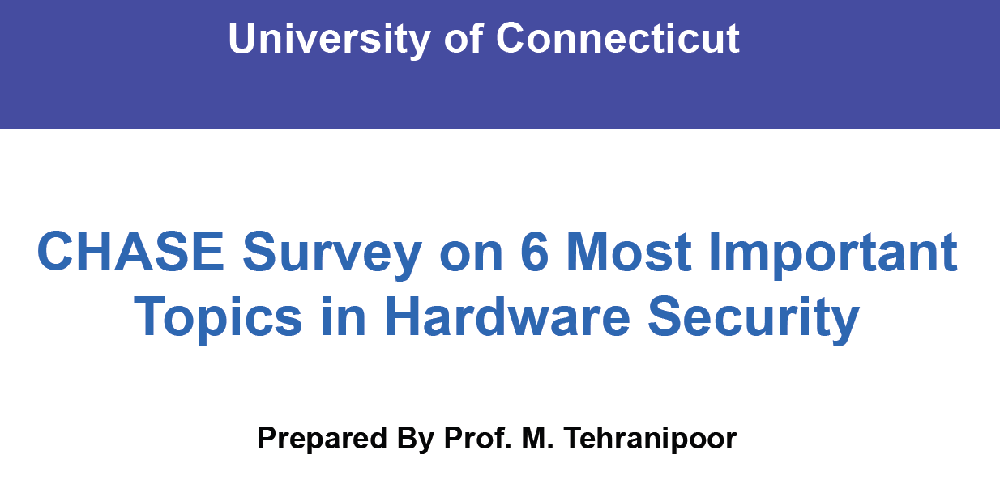 University of Connecticut
CHASE Survey on 6 Most Important
Topics in Hardware Security
Prepared By Prof. M. Tehranipoor